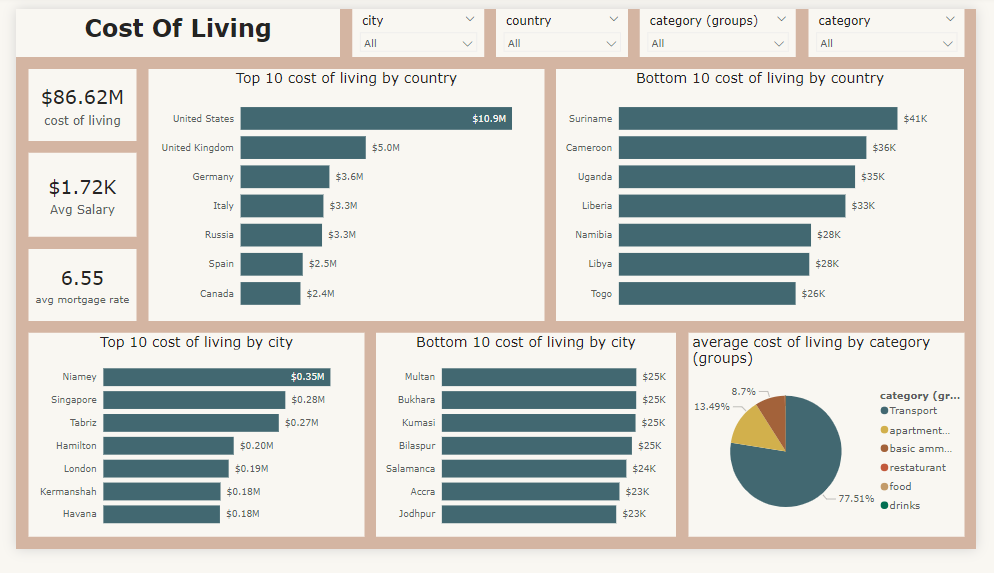 Cost Of Living
city
All
country
All
category (groups)
All
category
All
$86.62M
cost of living
$1.72K
Avg Salary
6.55
avg mortgage rate
Top 10 cost of living by country
United States $10.9M
United Kingdom $5.0M
Germany $3.6M
Italy $3.3M
Russia $3.3M
Spain $2.5M
Canada $2.4M
Bottom 10 cost of living by country
Suriname $41K
Cameroon $36K
Uganda $35K
Liberia $33K
Namibia $28K
Libya $28K
Togo $26K
Top 10 cost of living by city
Niamey $0.35M
Singapore $0.28M
Tabriz $0.27M
Hamilton $0.20M
London $0.19M
Kermanshah $0.18M
Havana $0.18M
Bottom 10 cost of living by city
Multan $25K
Bukhara $25K
Kumasi $25K
Bilaspur $25K
Salamanca $24K
Accra $23K
Jodhpur $23K
average cost of living by category
(groups)
8.7%
13.49%
77.51%
category (gr...
Transport
apartment...
basic amm...
restaturant
food
drinks